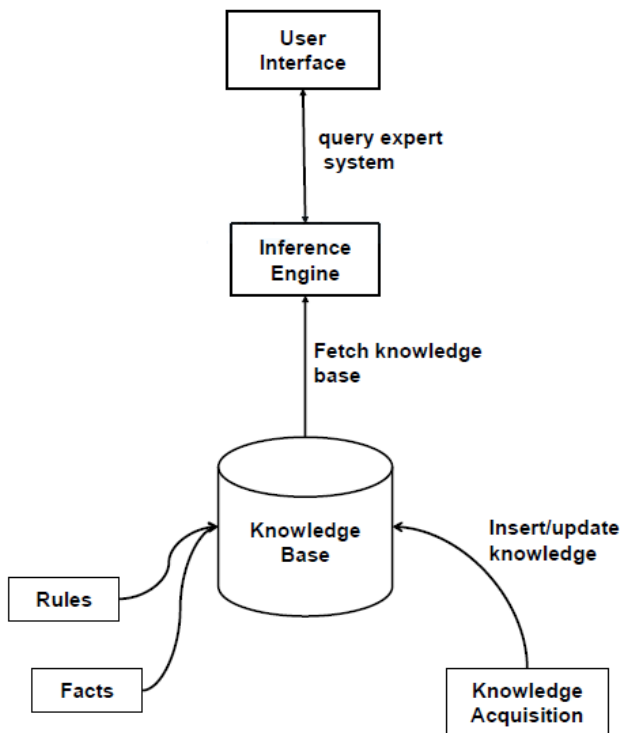 User
Interface
query expert
system
Inference
Engine
Fetch knowledge
base
Knowledge
Base
Insert/update
knowledge
Rules
Facts
Knowledge
Acquisition